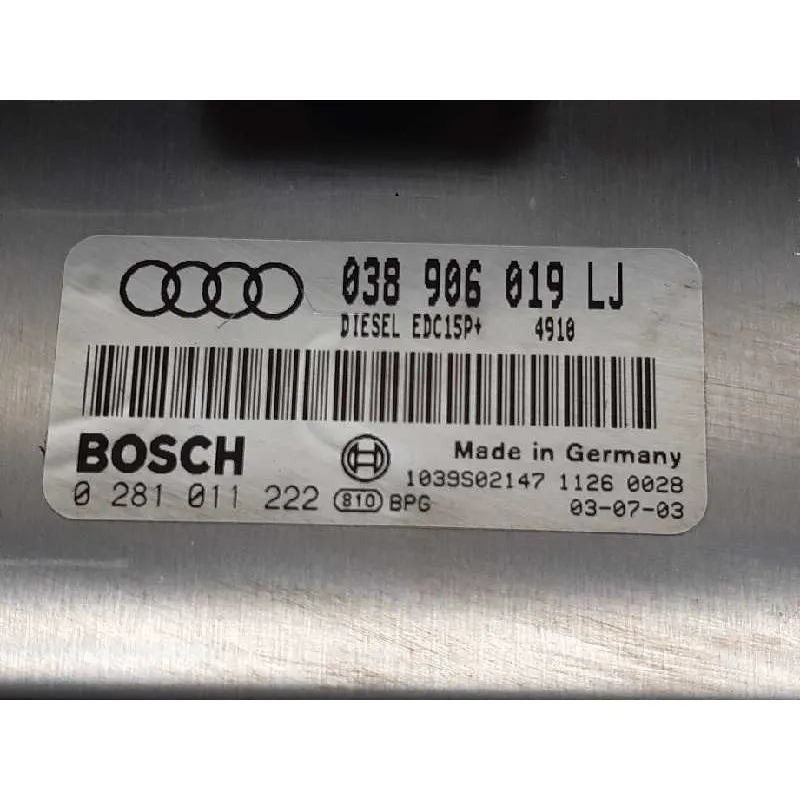 038 906 019 LJ
DIESEL EDC15P+ 4910
BOSCH
Made in Germany
1039S02147 1126 0028
0 281 011 222 810 BPG
03-07-03